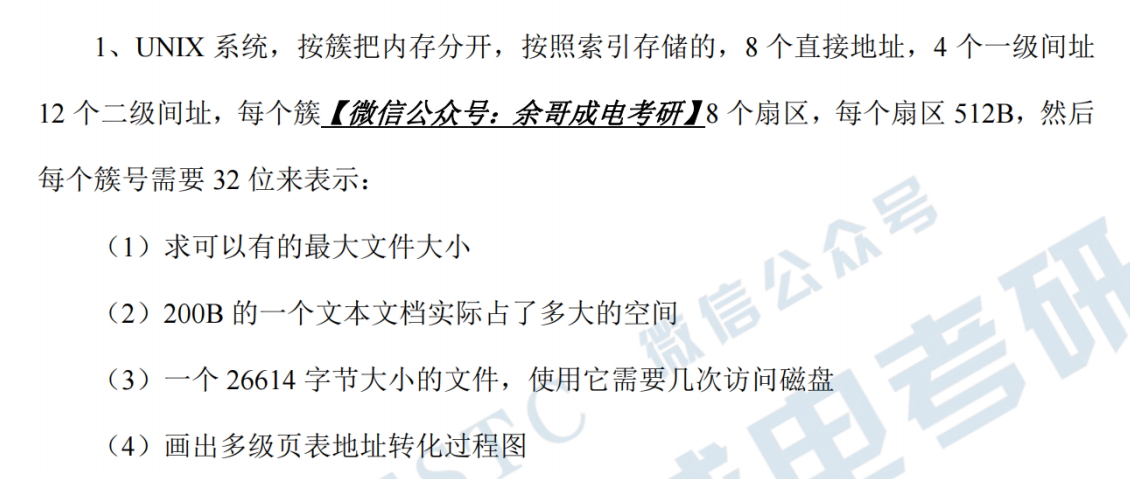 1、UNIX 系统，按簇把内存分开，按照索引存储的，8 个直接地址，4 个一级间址
12 个二级间址，每个簇【微信公众号：余哥成电考研】8 个扇区，每个扇区 512B，然后
每个簇号需要 32 位来表示：
（1）求可以有的最大文件大小
（2）200B 的一个文本文档实际占了多大的空间
（3）一个 26614 字节大小的文件，使用它需要几次访问磁盘
（4）画出多级页表地址转化过程图
微信公众号
STC
成电考研